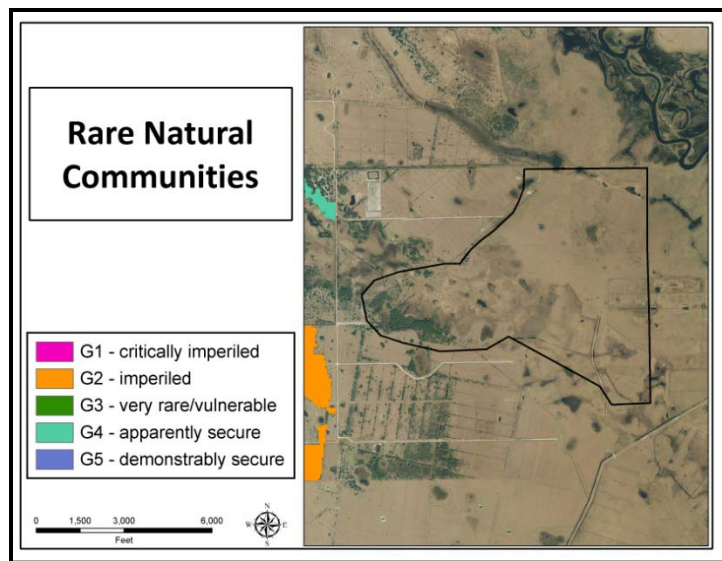 Rare Natural
Communities
G1 - critically imperiled
G2 - imperiled
G3 - very rare/vulnerable
G4 - apparently secure
G5 - demonstrably secure
0 1,500 3,000 6,000
Feet
N
W E
S